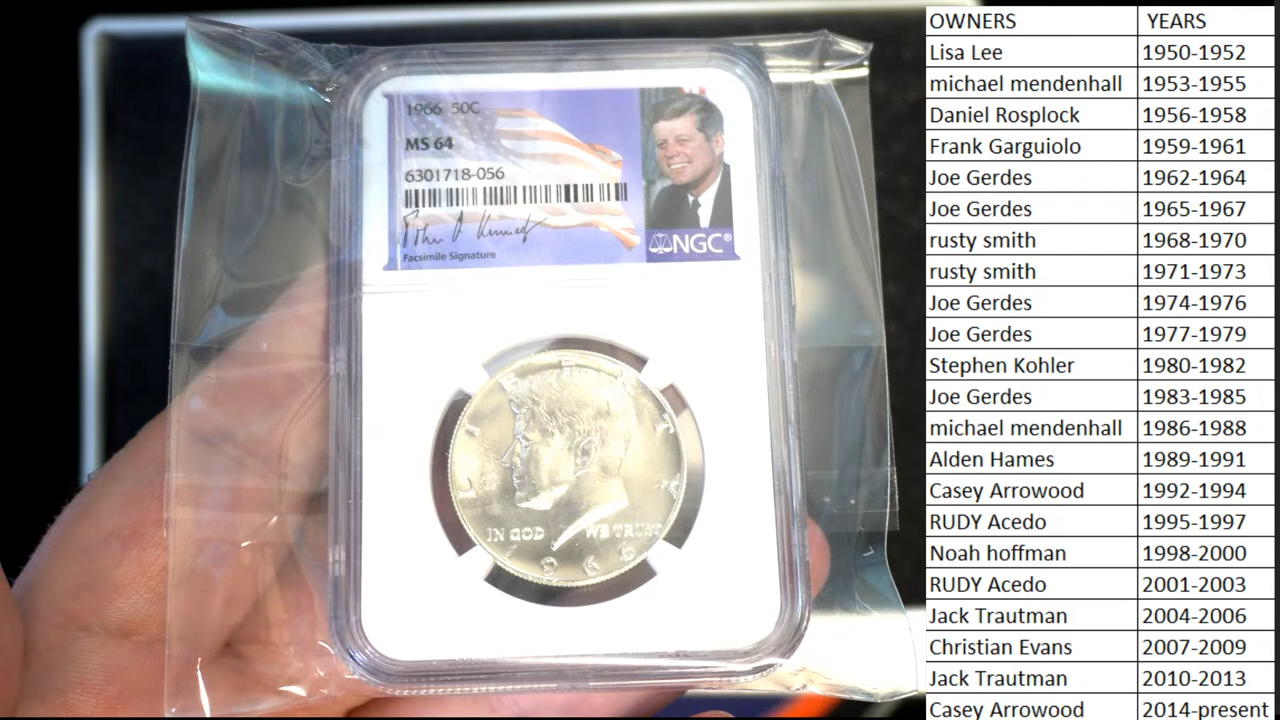 1966 50C
MS 64
6301718-056
Facsimile Signature
NGC®
IN GOD WE TRUST
OWNERS YEARS
Lisa Lee 1950-1952
michael mendenhall 1953-1955
Daniel Rosplock 1956-1958
Frank Garguiolo 1959-1961
Joe Gerdes 1962-1964
Joe Gerdes 1965-1967
rusty smith 1968-1970
rusty smith 1971-1973
Joe Gerdes 1974-1976
Joe Gerdes 1977-1979
Stephen Kohler 1980-1982
Joe Gerdes 1983-1985
michael mendenhall 1986-1988
Alden Hames 1989-1991
Casey Arrowood 1992-1994
RUDY Acedo 1995-1997
Noah hoffman 1998-2000
RUDY Acedo 2001-2003
Jack Trautman 2004-2006
Christian Evans 2007-2009
Jack Trautman 2010-2013
Casey Arrowood 2014-present